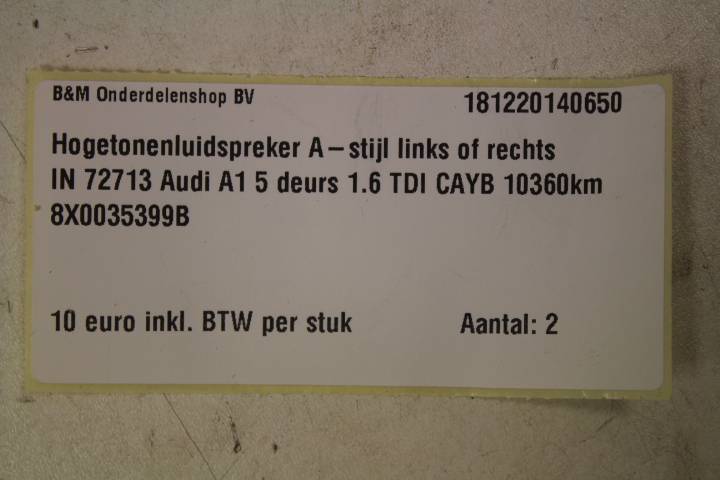 B&M Onderdelenshop BV 181220140650
Hogetonenluidspreker A-stijl links of rechts
IN 72713 Audi A1 5 deurs 1.6 TDI CAYB 10360km
8X0035399B
10 euro inkl. BTW per stuk Aantal: 2